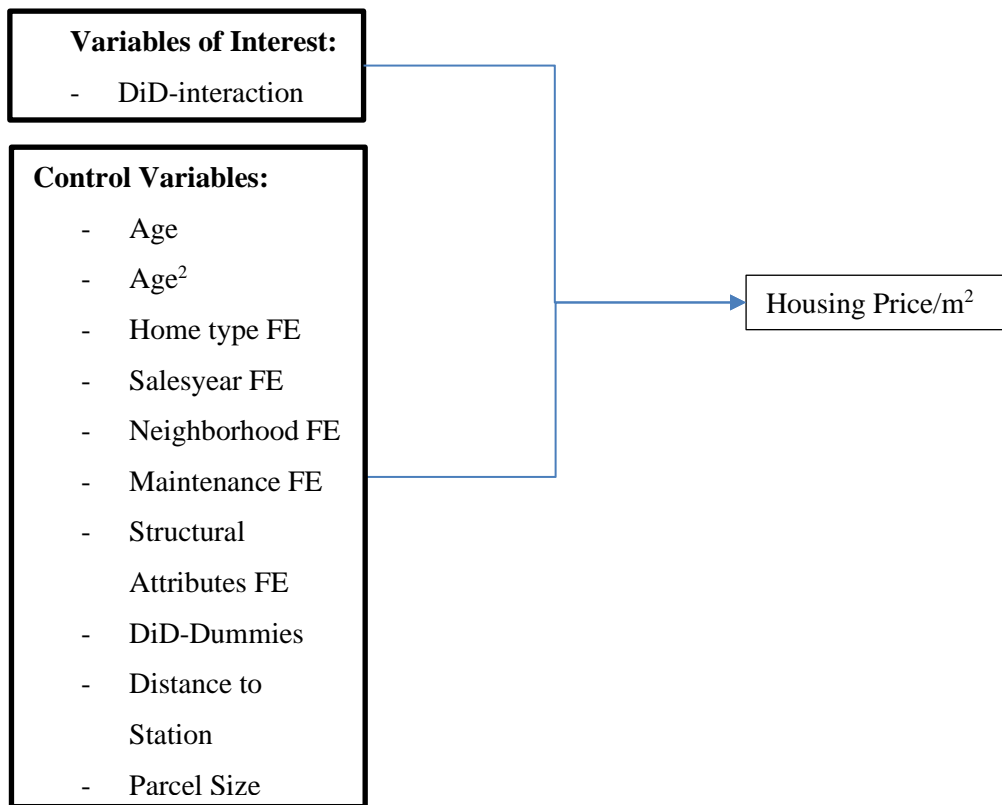 Variables of Interest:
- DiD-interaction
Control Variables:
- Age
- Age²
- Home type FE
- Salesyear FE
- Neighborhood FE
- Maintenance FE
- Structural
Attributes FE
- DiD-Dummies
- Distance to
Station
- Parcel Size
Housing Price/m²